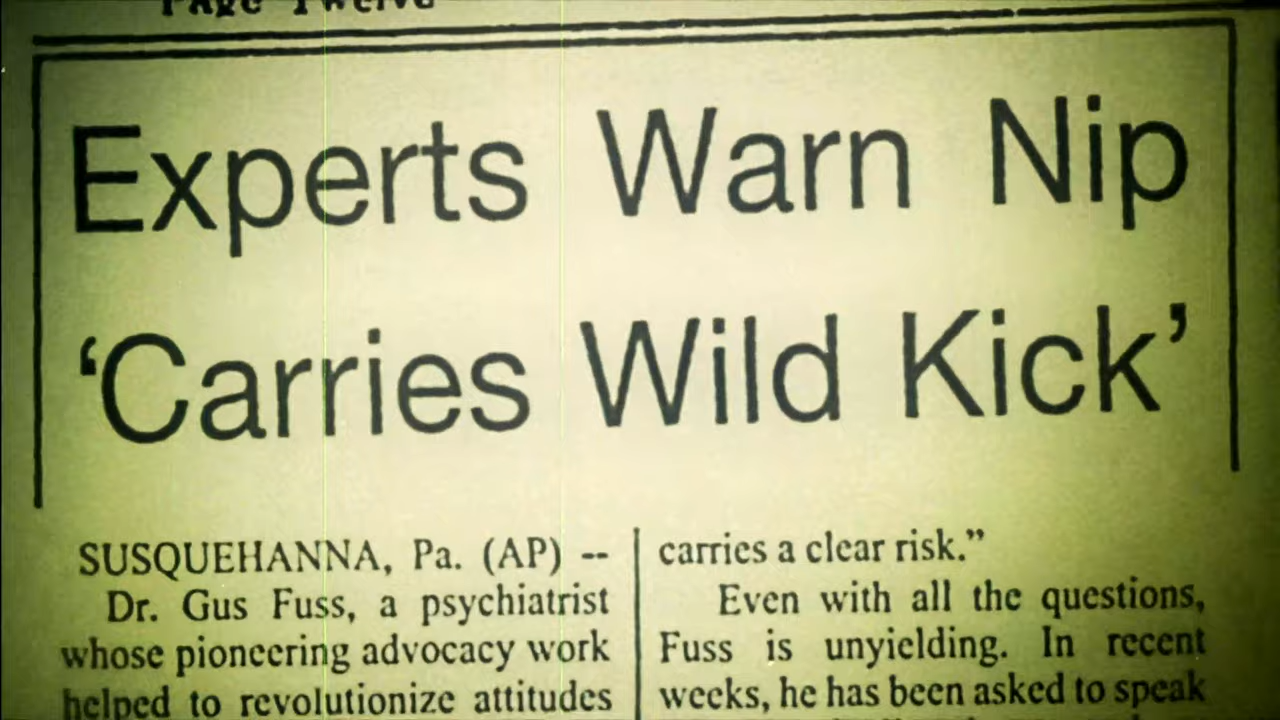 Page Twelve
Experts Warn Nip
‘Carries Wild Kick’
SUSQUEHANNA, Pa. (AP) --
Dr. Gus Fuss, a psychiatrist
whose pioneering advocacy work
helped to revolutionize attitudes
carries a clear risk.”
Even with all the questions,
Fuss is unyielding. In recent
weeks, he has been asked to speak